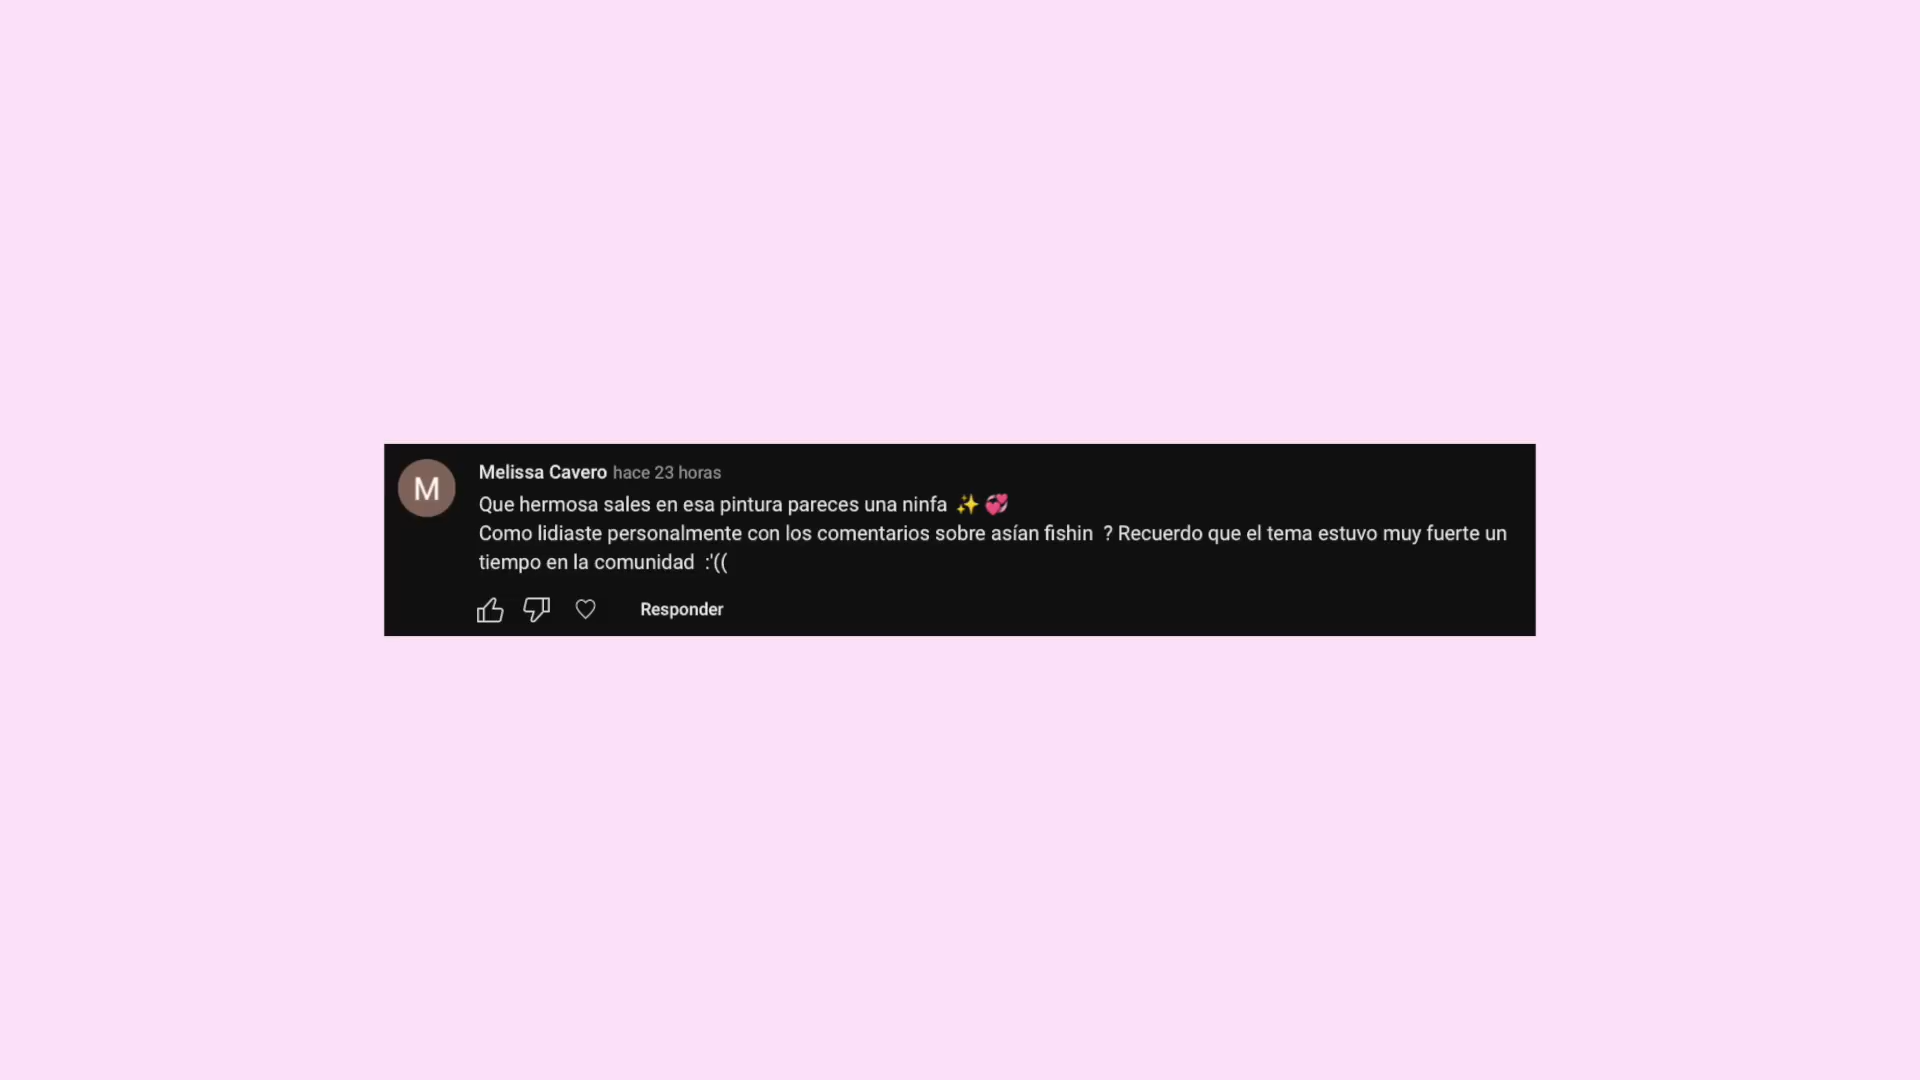 M
Melissa Cavero hace 23 horas
Que hermosa sales en esa pintura pareces una ninfa ✨ 💞
Como lidiaste personalmente con los comentarios sobre asían fishin ? Recuerdo que el tema estuvo muy fuerte un
tiempo en la comunidad :'((
Responder